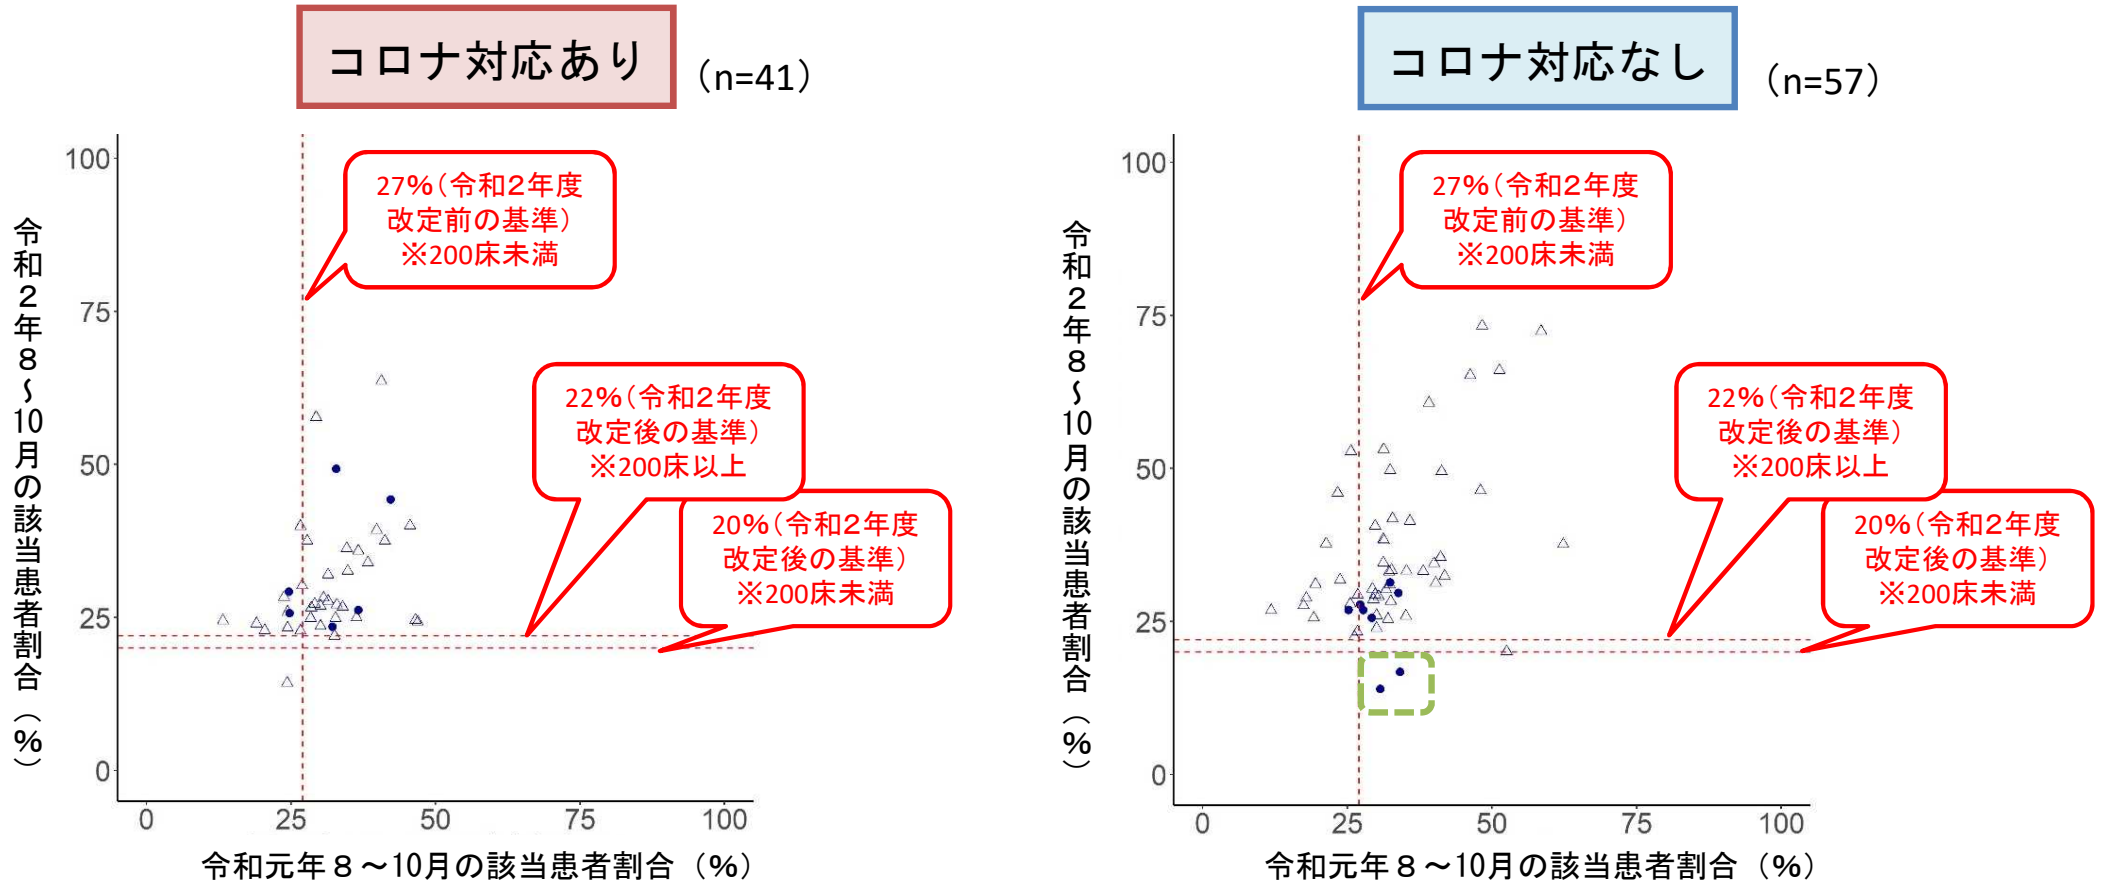 コロナ対応あり
（n=41）
100
75
50
25
0
0
25
50
75
100
令和２年８～10月の該当患者割合（%）
令和元年８～10月の該当患者割合（%）
27%（令和２年度
改定前の基準）
※200床未満
22%（令和２年度
改定後の基準）
※200床以上
20%（令和２年度
改定後の基準）
※200床未満
コロナ対応なし
（n=57）
100
75
50
25
0
0
25
50
75
100
令和２年８～10月の該当患者割合（%）
令和元年８～10月の該当患者割合（%）
27%（令和２年度
改定前の基準）
※200床未満
22%（令和２年度
改定後の基準）
※200床以上
20%（令和２年度
改定後の基準）
※200床未満